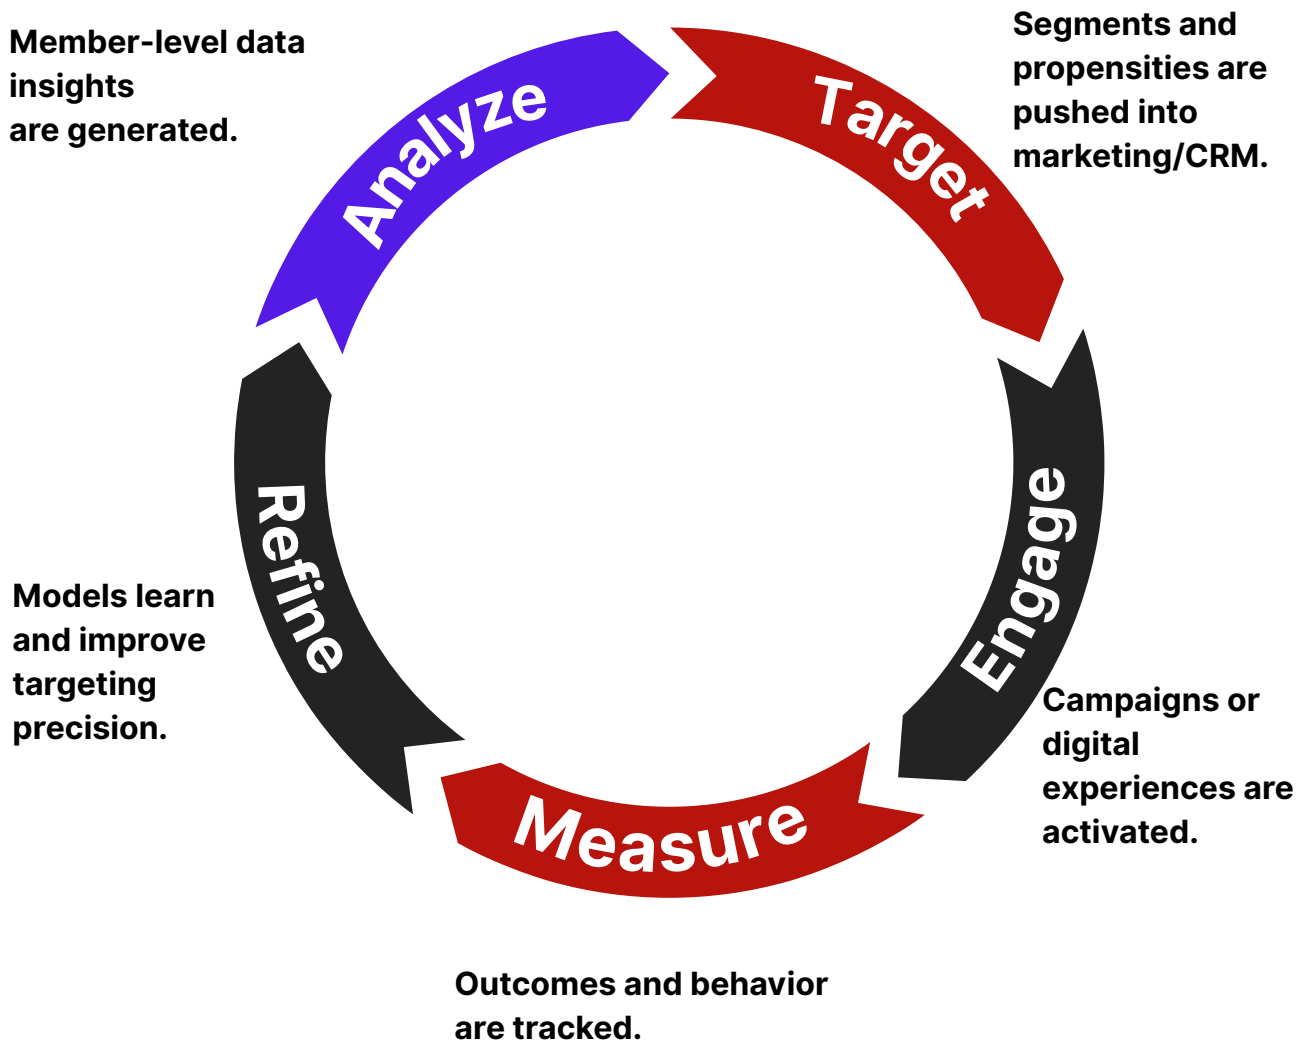 Member-level data
insights
are generated.
Analyze
Target
Segments and
propensities are
pushed into
marketing/CRM.
Engage
Campaigns or
digital
experiences are
activated.
Measure
Outcomes and behavior
are tracked.
Refine
Models learn
and improve
targeting
precision.